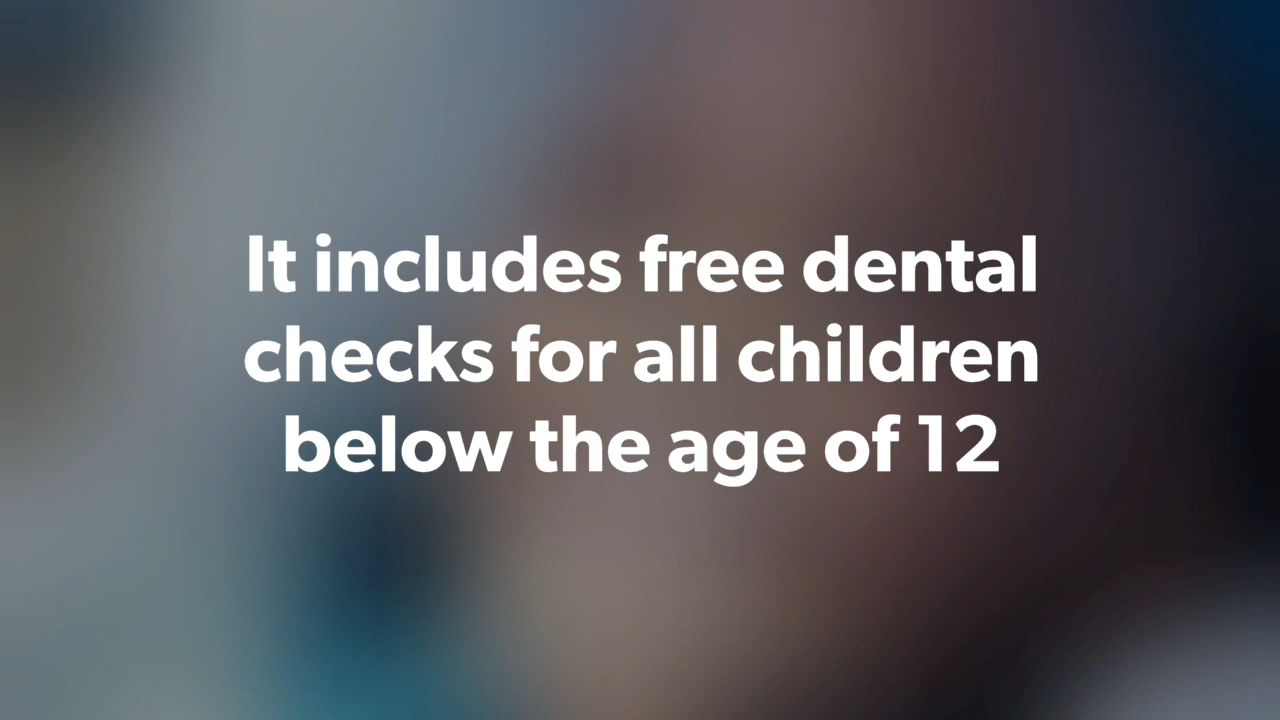 It includes free dental
checks for all children
below the age of 12